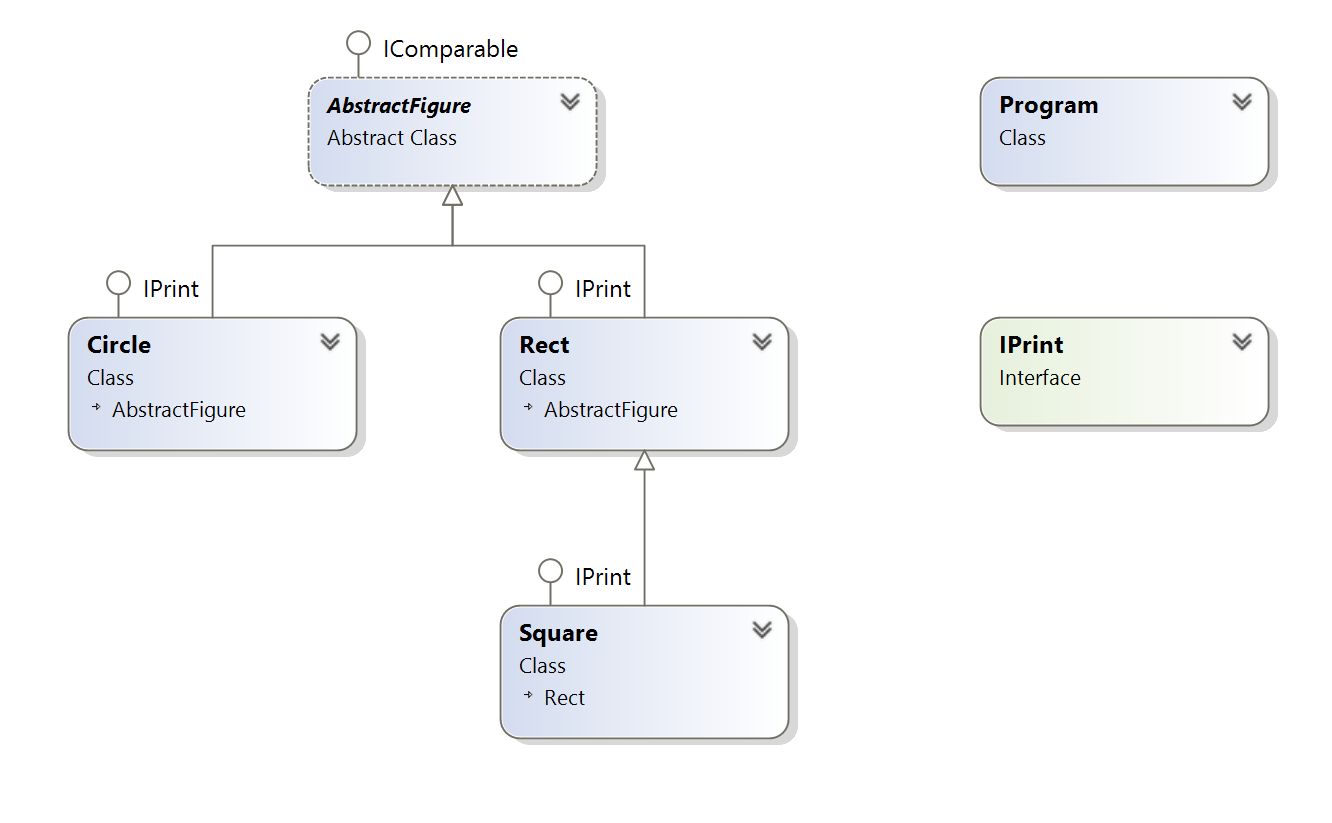 IComparable
AbstractFigure
Abstract Class
Program
Class
IPrint
Circle
Class
AbstractFigure
IPrint
Rect
Class
AbstractFigure
IPrint
Interface
IPrint
Square
Class
Rect